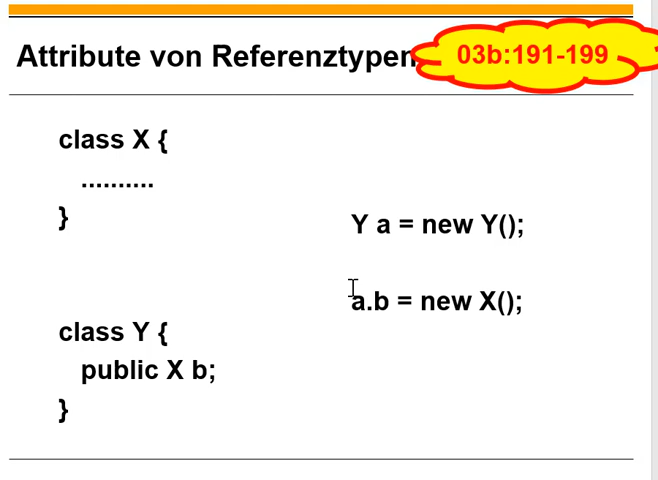 Attribute von Referenztypen
03b:191-199
class X {
..........
}
Y a = new Y();
a.b = new X();
class Y {
public X b;
}